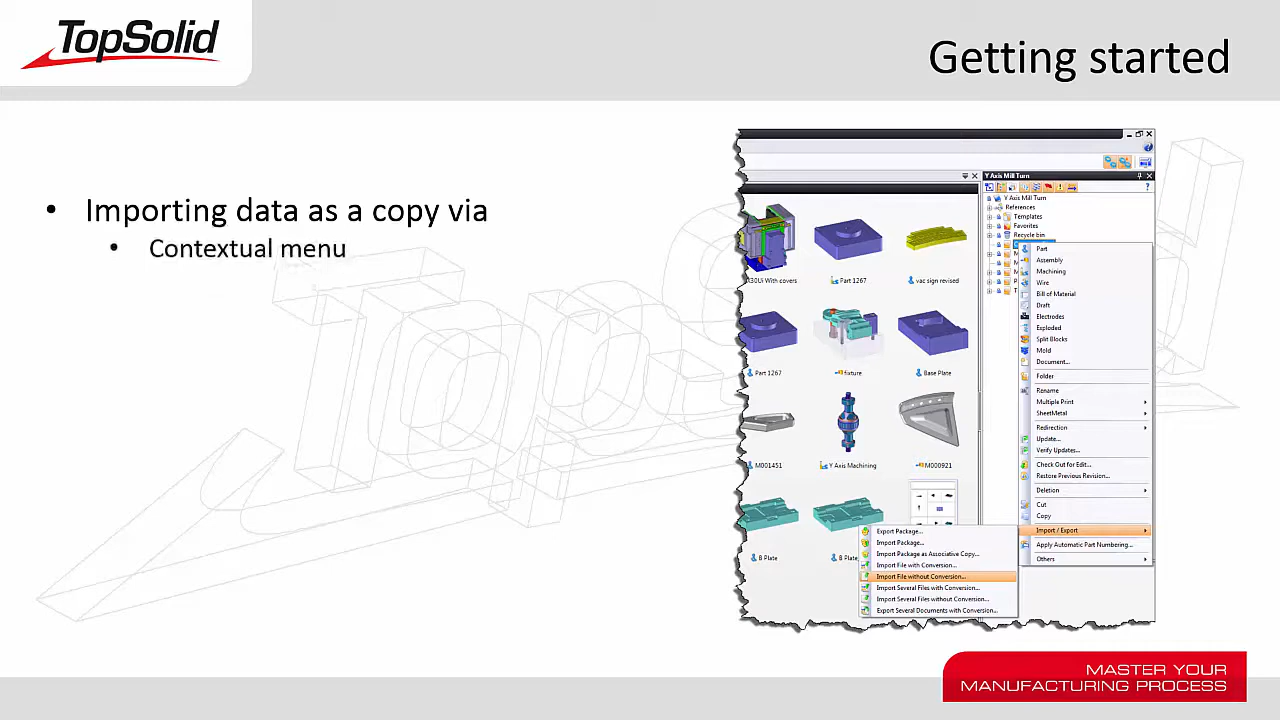 TopSolid
Getting started
• Importing data as a copy via
• Contextual menu
Y Axis Mill Turn
Y Axis Mill Turn
References
Templates
Favorites
Recycle bin
Part
Assembly
Machining
Wire
Bill of Material
Draft
Electrodes
Exploded
Split Blocks
Mold
Document...
Folder
Rename
Multiple Print
SheetMetal
Redirection
Update...
Verify Updates...
Check Out for Edit...
Restore Previous Revision...
Deletion
Cut
Copy
Import / Export
Apply Automatic Part Numbering...
Others
With covers
Part 1267
vac sign revised
Part 1267
fixture
Base Plate
M001451
Y Axis Machining
M000921
B Plate
B Plate
Export Package...
Import Package...
Import Package as Associative Copy...
Import File with Conversion...
Import File without Conversion...
Import Several Files with Conversion...
Import Several Files without Conversion...
Export Several Documents with Conversion...
MASTER YOUR
MANUFACTURING PROCESS